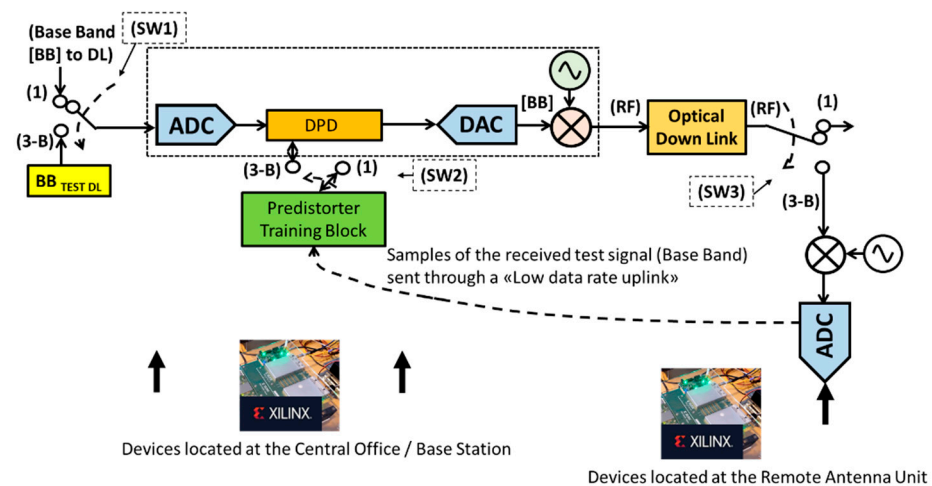 (Base Band
[BB] to DL)
(SW1)
(1)
(3-B)
BB TEST DL
ADC
DPD
DAC
[BB]
(RF)
Optical
Down Link
(RF)
(1)
(3-B)
(1)
(SW2)
(SW3)
(3-B)
Predistorter
Training Block
Samples of the received test signal (Base Band)
sent through a «Low data rate uplink»
ADC
XILINX.
XILINX.
Devices located at the Central Office / Base Station
Devices located at the Remote Antenna Unit